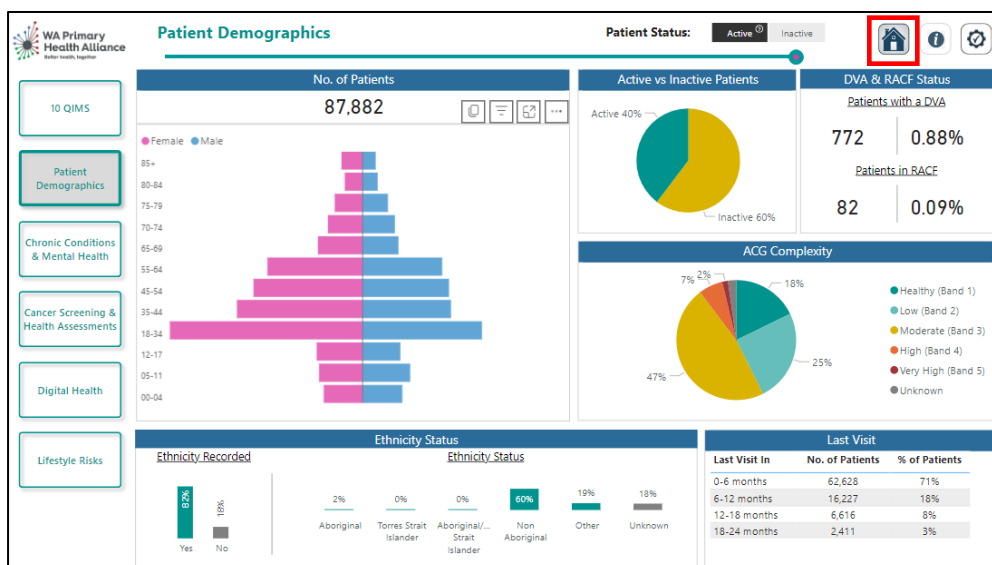 WA Primary
Health Alliance
Better health, together
Patient Demographics
Patient Status:
Active
Inactive
10 QIMS
Patient
Demographics
Chronic Conditions
& Mental Health
Cancer Screening &
Health Assessments
Digital Health
Lifestyle Risks
No. of Patients
87,882
Female Male
85+
80-84
75-79
70-74
65-69
55-64
45-54
35-44
18-34
12-17
05-11
00-04
Active vs Inactive Patients
Active 40%
Inactive 60%
DVA & RACF Status
Patients with a DVA
772 0.88%
Patients in RACF
82 0.09%
ACG Complexity
7% 2% 18%
25%
47%
Healthy (Band 1)
Low (Band 2)
Moderate (Band 3)
High (Band 4)
Very High (Band 5)
Unknown
Ethnicity Status
Ethnicity Recorded
82% 18%
Yes No
Ethnicity Status
2% 0% 0% 60% 19% 18%
Aboriginal Torres Strait Aboriginal/... Non Other Unknown
Islander Strait Aboriginal
Islander
Last Visit
Last Visit In No. of Patients % of Patients
0-6 months 62,628 71%
6-12 months 16,227 18%
12-18 months 6,616 8%
18-24 months 2,411 3%